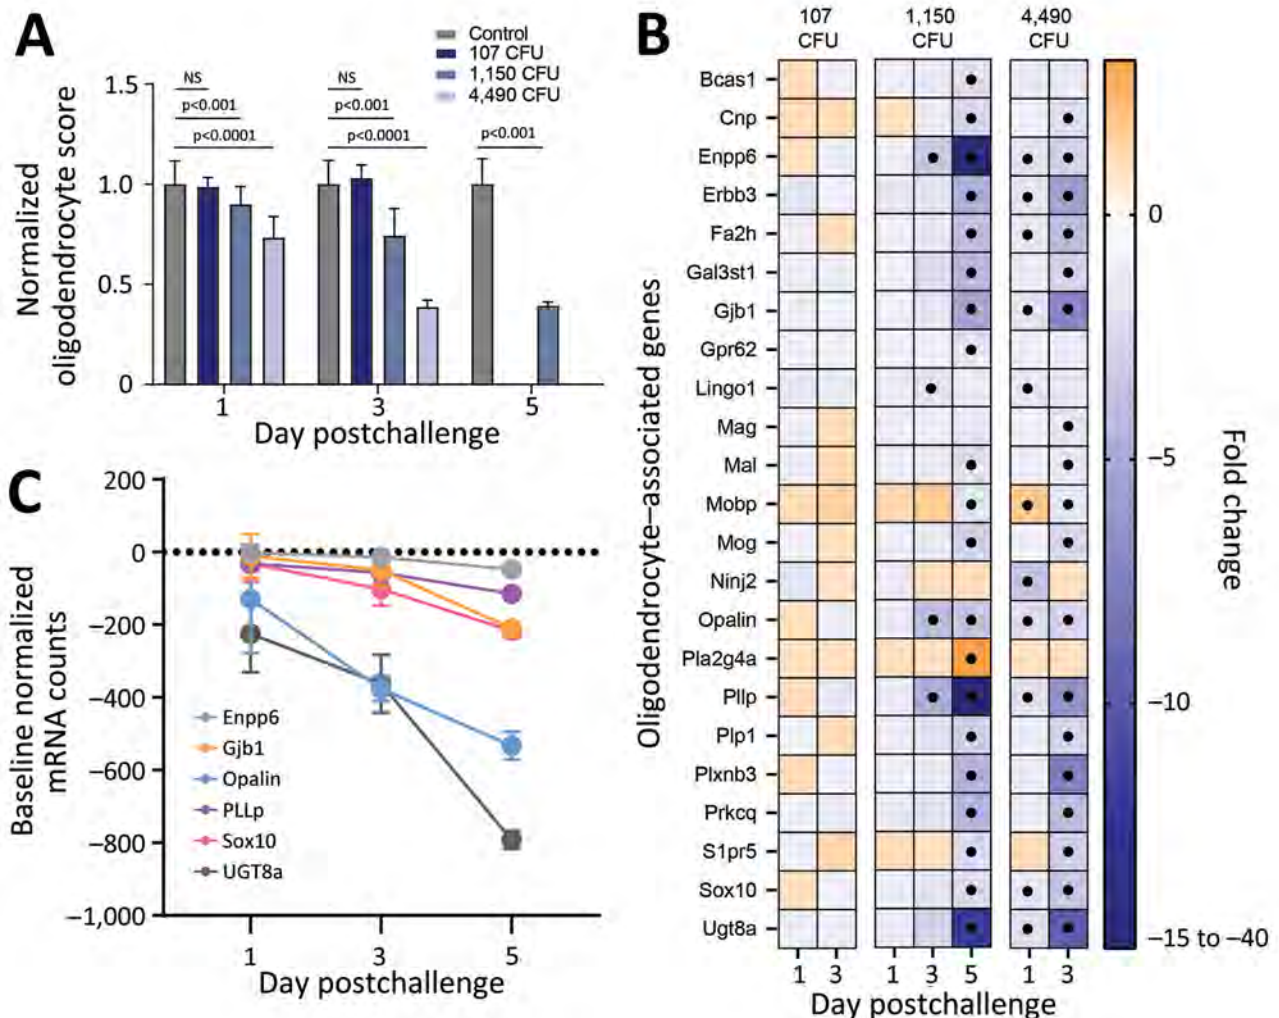 A
Control
107 CFU
1,150 CFU
4,490 CFU
NS
p<0.001
p<0.0001
NS
p<0.001
p<0.0001
p<0.001
1.5
1.0
0.5
0
Normalized
oligodendrocyte score
1 3 5
Day postchallenge
B
107
CFU
1,150
CFU
4,490
CFU
Oligodendrocyte–associated genes
Bcas1
Cnp
Enpp6
Erbb3
Fa2h
Gal3st1
Gjb1
Gpr62
Lingo1
Mag
Mal
Mobp
Mog
Ninj2
Opalin
Pla2g4a
Pllp
Plp1
Plxnb3
Prkcq
S1pr5
Sox10
Ugt8a
1 3 1 3 5 1 3
Day postchallenge
0
–5
–10
–15 to –40
Fold change
C
200
0
–200
–400
–600
–800
–1,000
Baseline normalized
mRNA counts
Enpp6
Gjb1
Opalin
PLLp
Sox10
UGT8a
1 3 5
Day postchallenge